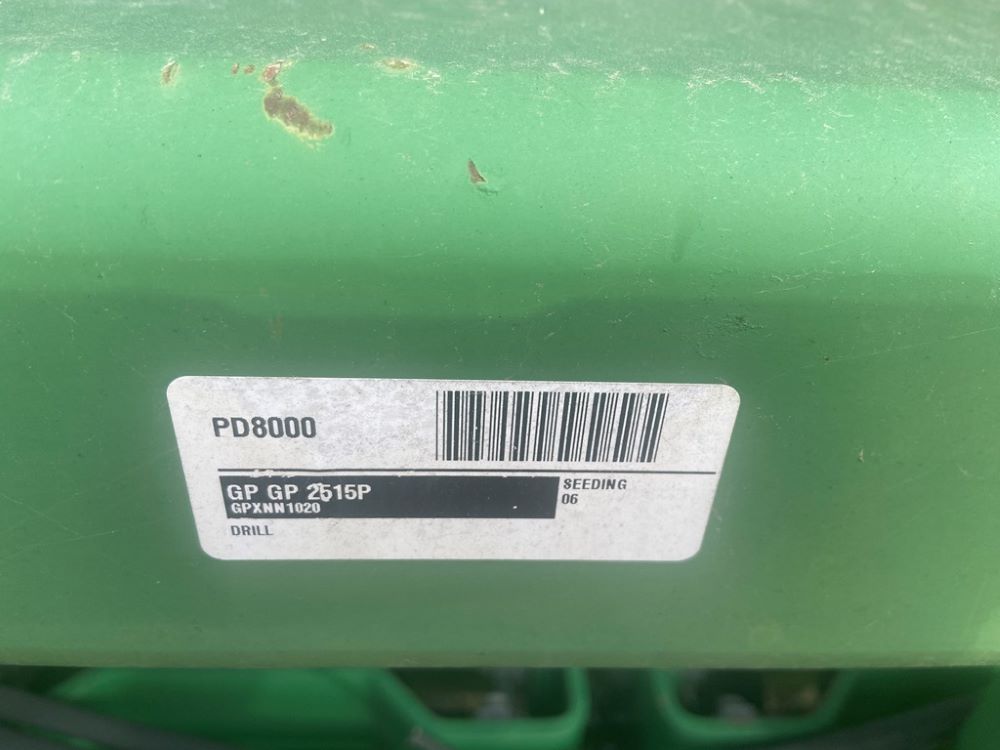 PD8000
GP GP 2515P
GPXNN1020
SEEDING
06
DRILL